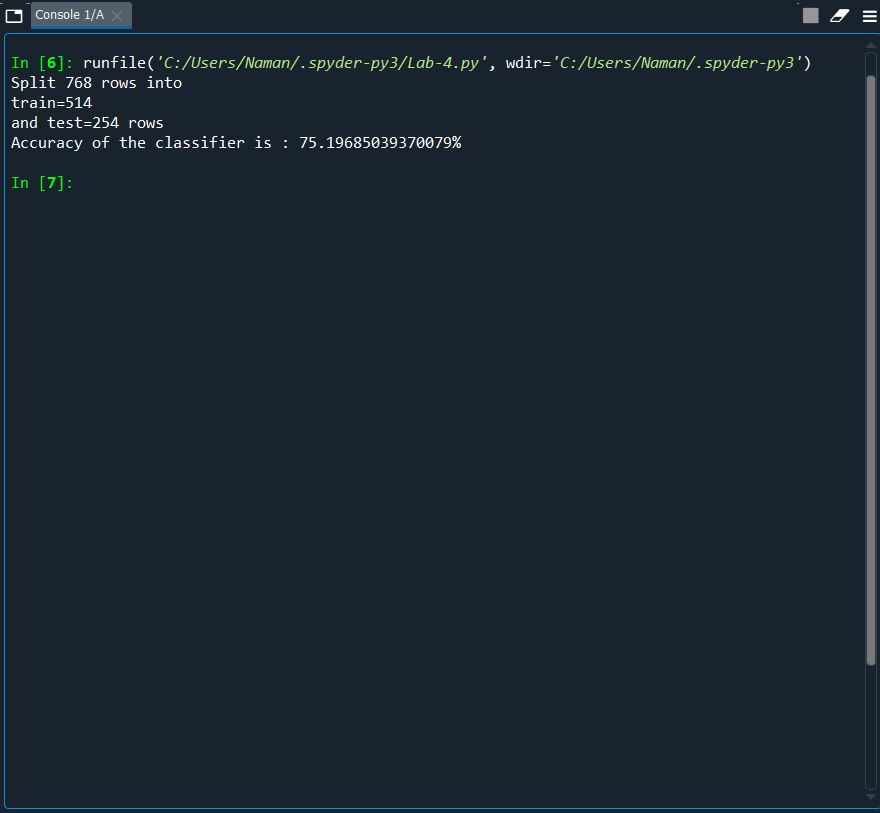 Console 1/A
In [6]: runfile('C:/Users/Naman/.spyder-py3/Lab-4.py', wdir='C:/Users/Naman/.spyder-py3')
Split 768 rows into
train=514
and test=254 rows
Accuracy of the classifier is : 75.19685039370079%
In [7]: